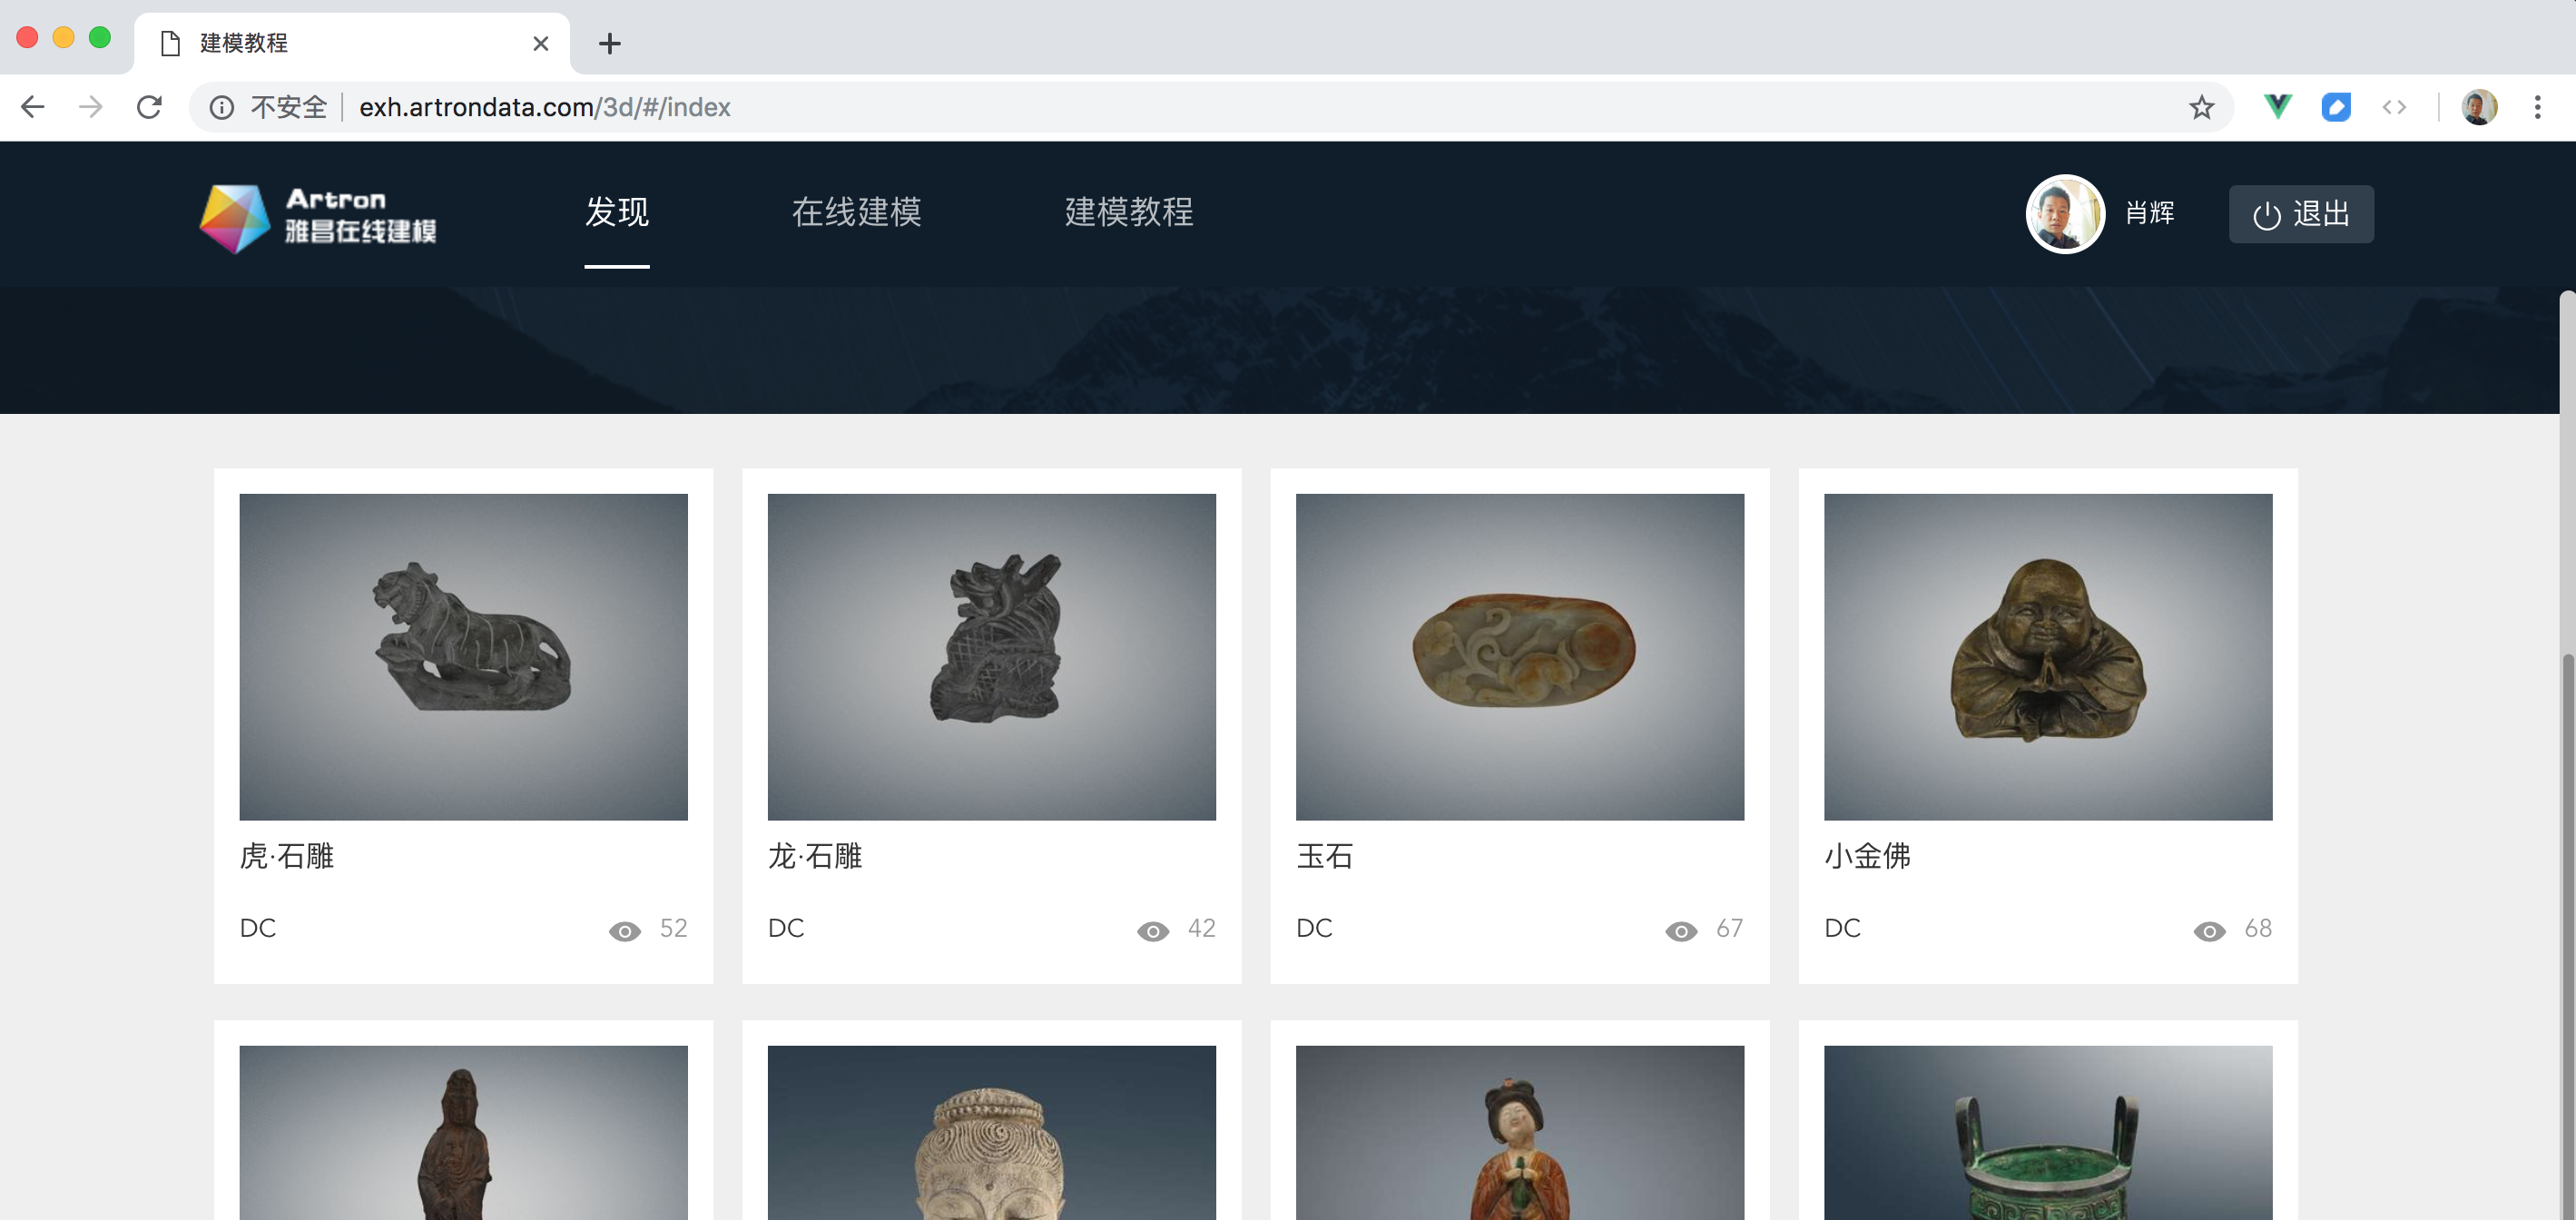 建模教程
不安全 exh.artrondata.com/3d/#/index
Artron
雅昌在线建模
发现 在线建模 建模教程 肖辉 退出
虎·石雕 龙·石雕 玉石 小金佛
DC 52 DC 42 DC 67 DC 68